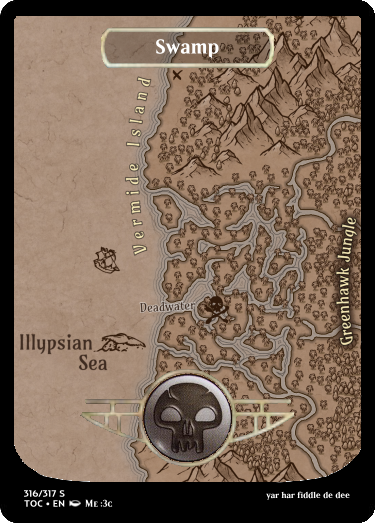 Swamp
Vermide Island
Greenhawk Jungle
Deadwater
Illypsian
Sea
316/317 S
TOC • EN ME :3c
yar har fiddle de dee